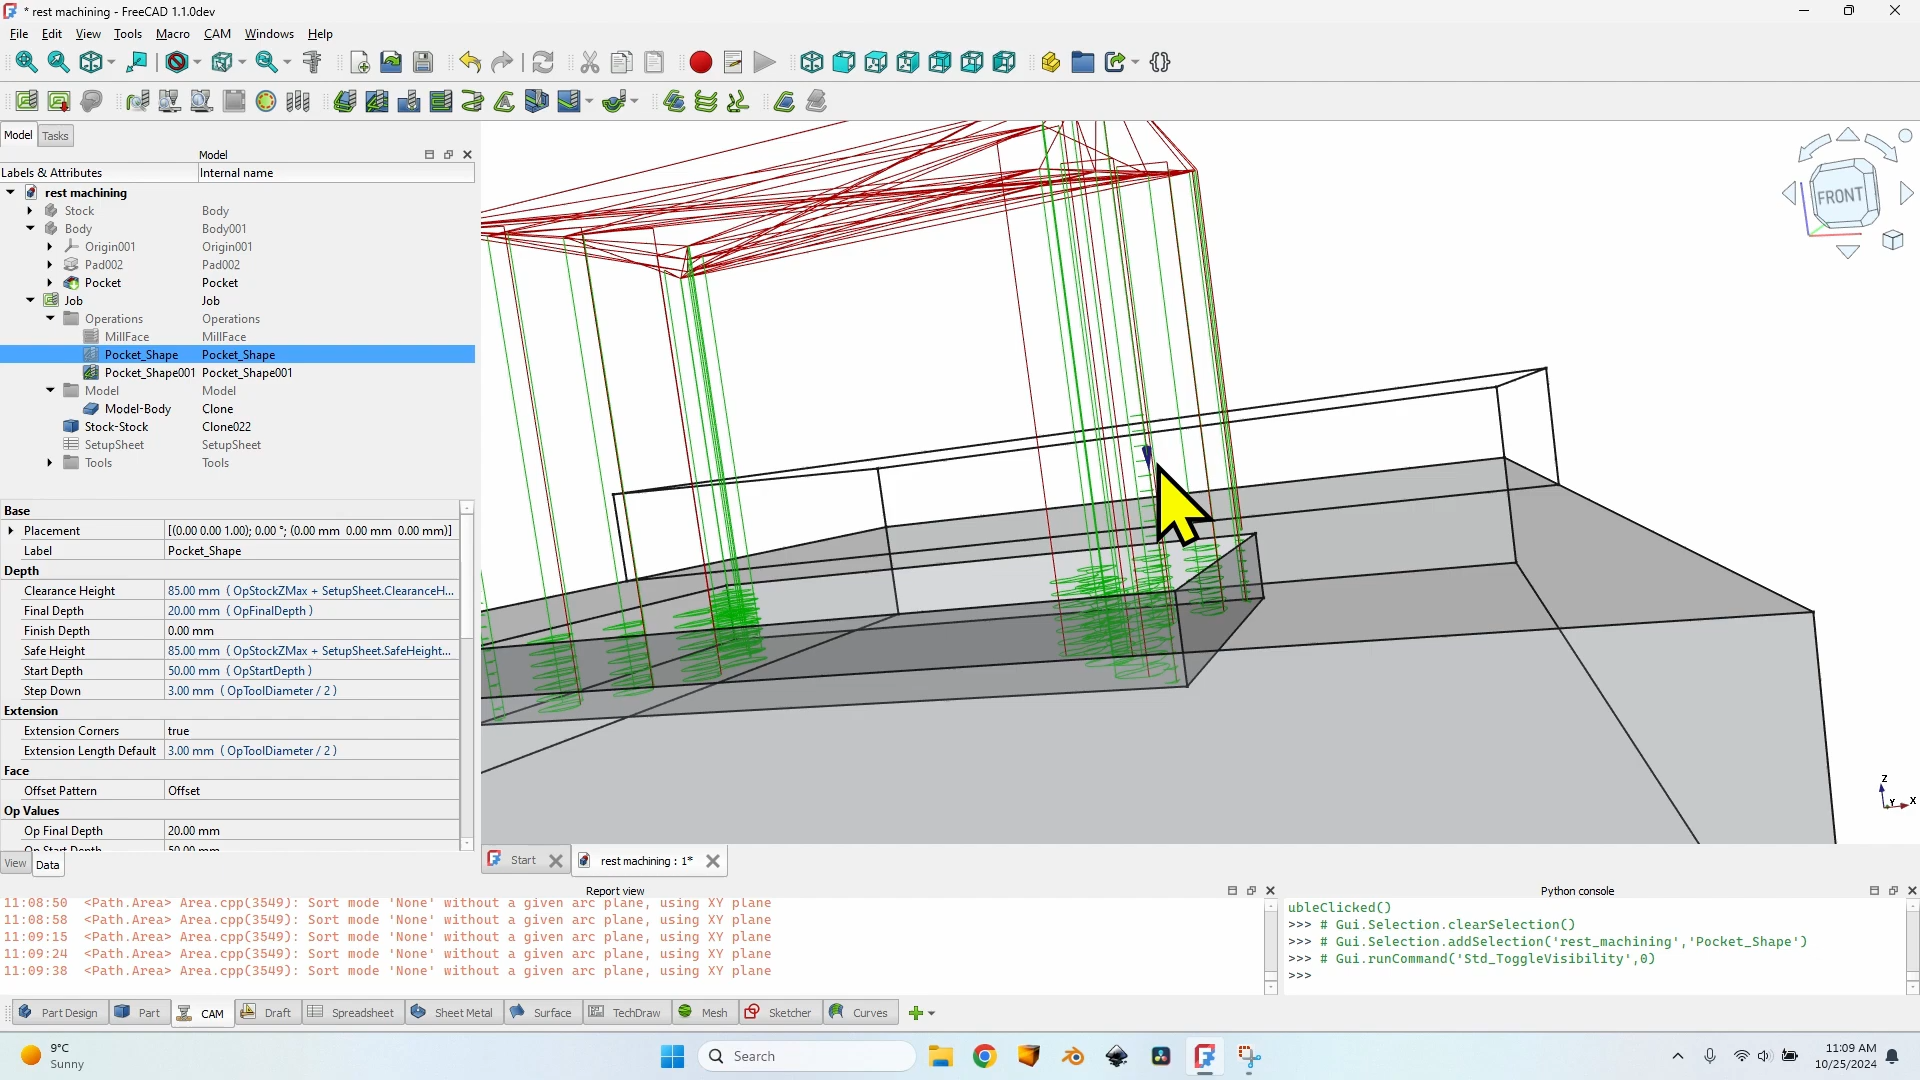 * rest machining - FreeCAD 1.1.0dev
File Edit View Tools Macro CAM Windows Help
Model Tasks
Model
Labels & Attributes Internal name
rest machining
Stock Body
Body Body001
Origin001 Origin001
Pad002 Pad002
Pocket Pocket
Job Job
Operations Operations
MillFace MillFace
Pocket_Shape Pocket_Shape
Pocket_Shape001 Pocket_Shape001
Model Model
Model-Body Clone
Stock-Stock Clone022
SetupSheet SetupSheet
Tools Tools
Base
Placement [(0.00 0.00 1.00); 0.00 °; (0.00 mm 0.00 mm 0.00 mm)]
Label Pocket_Shape
Depth
Clearance Height 85.00 mm ( OpStockZMax + SetupSheet.ClearanceH...
Final Depth 20.00 mm ( OpFinalDepth )
Finish Depth 0.00 mm
Safe Height 85.00 mm ( OpStockZMax + SetupSheet.SafeHeight...
Start Depth 50.00 mm ( OpStartDepth )
Step Down 3.00 mm ( OpToolDiameter / 2 )
Extension
Extension Corners true
Extension Length Default 3.00 mm ( OpToolDiameter / 2 )
Face
Offset Pattern Offset
Op Values
Op Final Depth 20.00 mm
Op Start Depth 50.00 mm
View Data
FRONT
Z
Y X
Start rest machining : 1*
Report view
11:08:50 <Path.Area> Area.cpp(3549): Sort mode 'None' without a given arc plane, using XY plane
11:08:58 <Path.Area> Area.cpp(3549): Sort mode 'None' without a given arc plane, using XY plane
11:09:15 <Path.Area> Area.cpp(3549): Sort mode 'None' without a given arc plane, using XY plane
11:09:24 <Path.Area> Area.cpp(3549): Sort mode 'None' without a given arc plane, using XY plane
11:09:38 <Path.Area> Area.cpp(3549): Sort mode 'None' without a given arc plane, using XY plane
Python console
ubleClicked()
>>> # Gui.Selection.clearSelection()
>>> # Gui.Selection.addSelection('rest_machining','Pocket_Shape')
>>> # Gui.runCommand('Std_ToggleVisibility',0)
>>>
Part Design Part CAM Draft Spreadsheet Sheet Metal Surface TechDraw Mesh Sketcher Curves
9°C
Sunny
Search
11:09 AM
10/25/2024